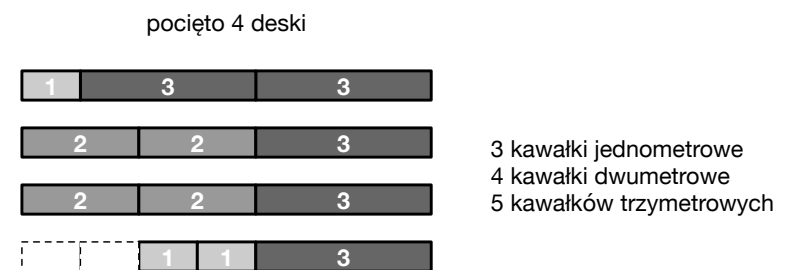 pocięto 4 deski
1 3 3
2 2 3
3 kawałki jednometrowe
4 kawałki dwumetrowe
2 2 3
5 kawałków trzymetrowych
1 1 3